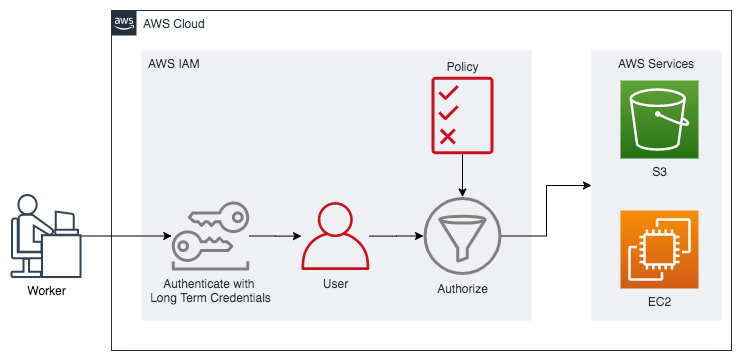 aws
AWS Cloud
AWS IAM
Policy
AWS Services
S3
Worker
Authenticate with
Long Term Credentials
User
Authorize
EC2